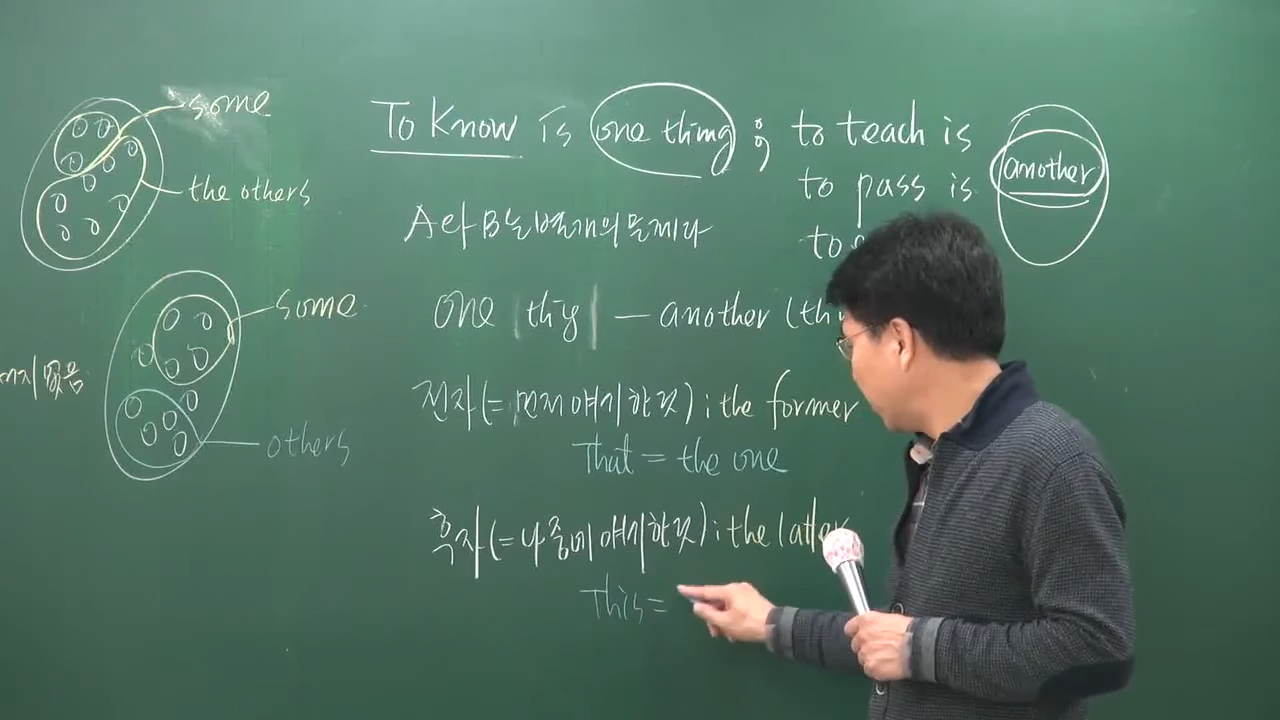 some
the others
some
others
To Know is one thing ; to teach is another
to pass is
to
A와 B는 별개의 문제다
one thing — another (thi
전자(= 먼저 얘기한 것) ; the former
That = the one
후자(= 나중에 얘기한 것) ; the latter
This =